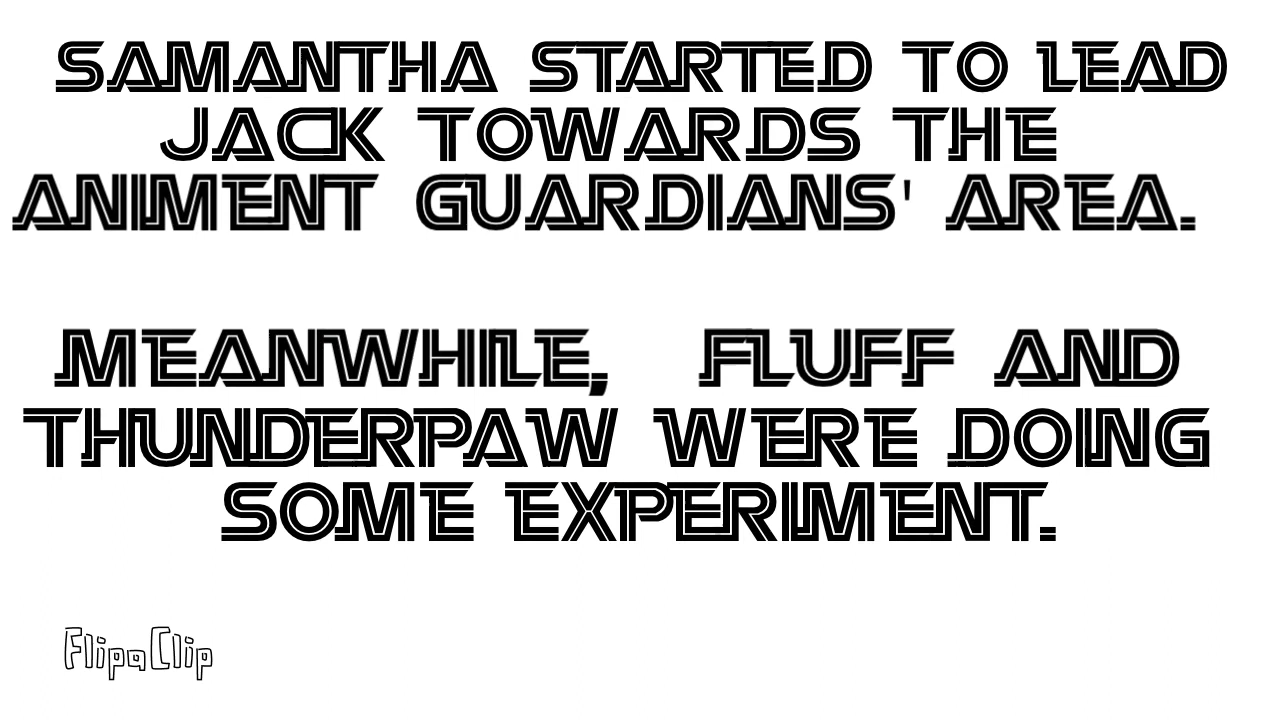 SAMANTHA STARTED TO LEAD
JACK TOWARDS THE
ANIMENT GUARDIANS' AREA.
MEANWHILE, FLUFF AND
THUNDERPAW WERE DOING
SOME EXPERIMENT.
FlipaClip